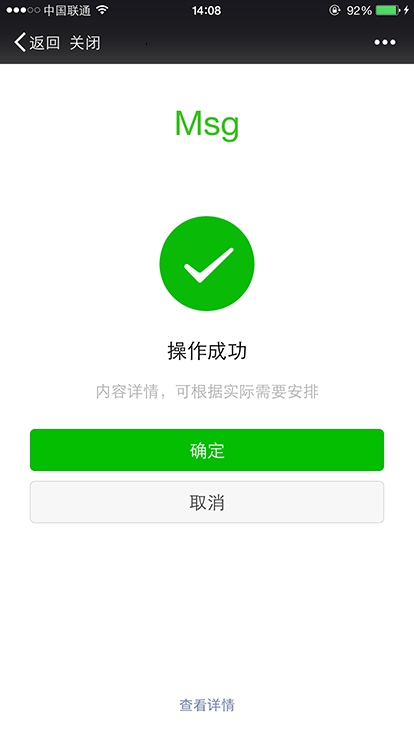 中国联通 14:08 92%
返回 关闭
Msg
操作成功
内容详情，可根据实际需要安排
确定
取消
查看详情